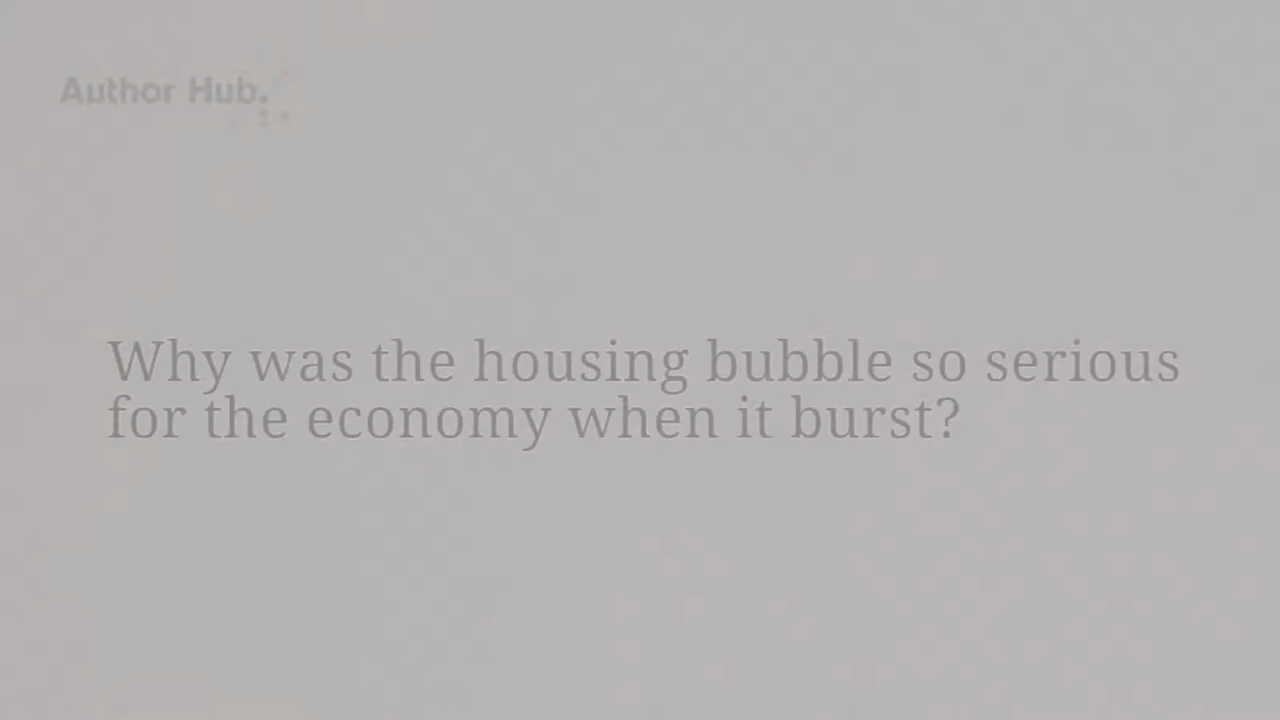 Author Hub.
Why was the housing bubble so serious
for the economy when it burst?